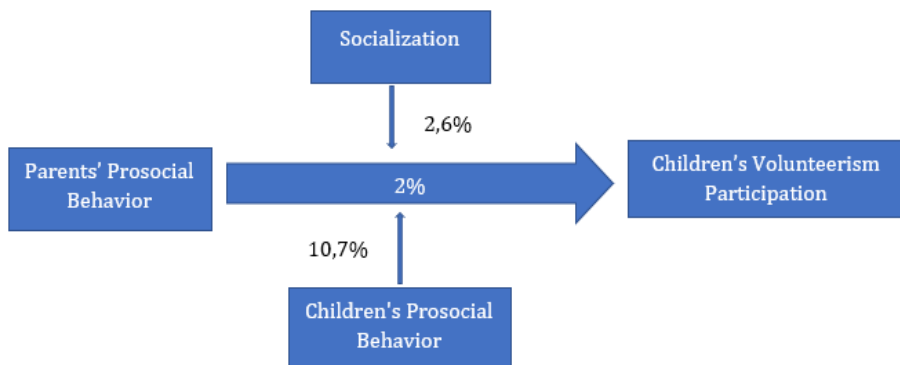 Socialization
2,6%
Parents’ Prosocial
Behavior
2%
Children’s Volunteerism
Participation
10,7%
Children's Prosocial
Behavior